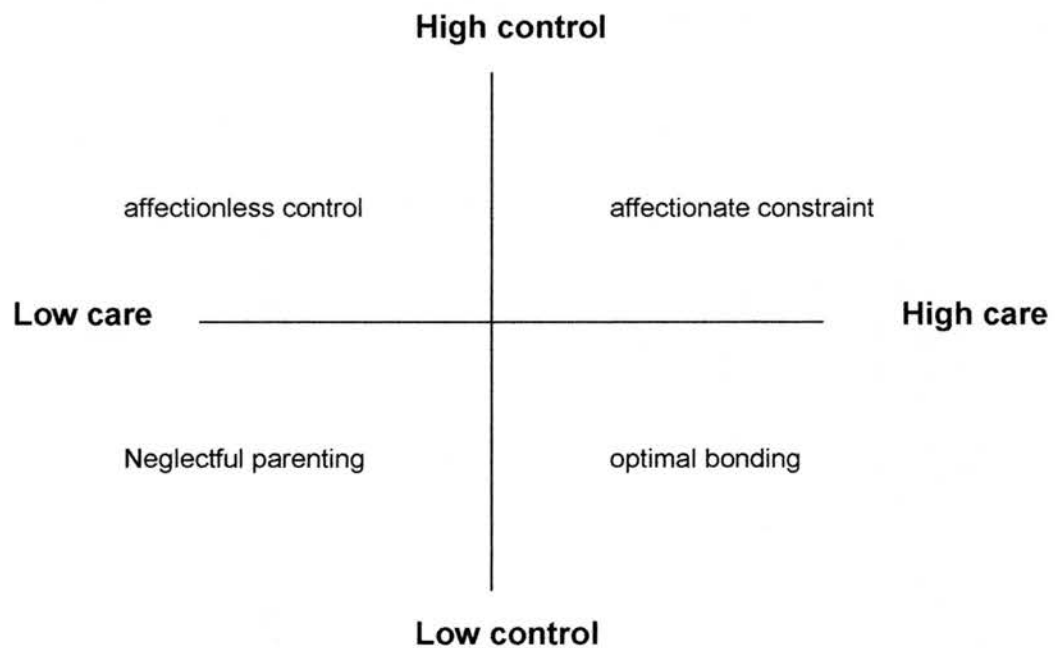 High control
affectionless control
affectionate constraint
Low care
High care
Neglectful parenting
optimal bonding
Low control